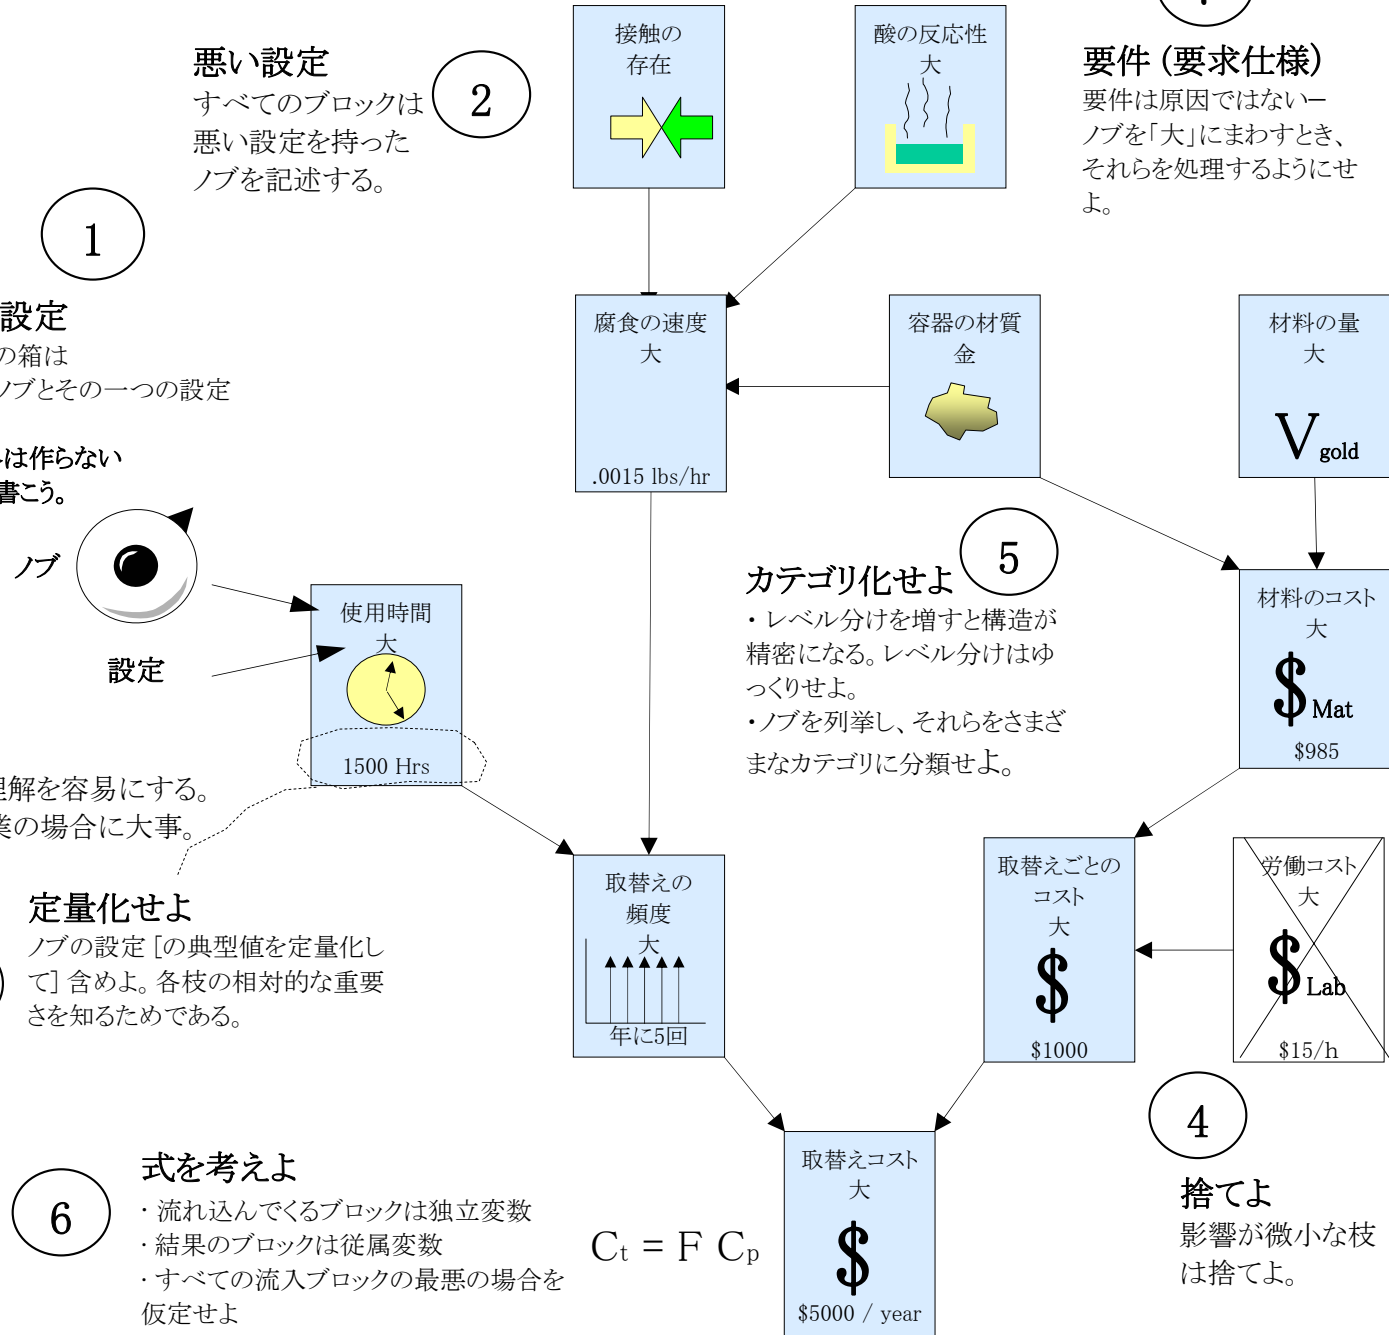 悪い設定
すべてのブロックは
悪い設定を持った
ノブを記述する。
2
接触の
存在
酸の反応性
大
要件 (要求仕様)
要件は原因ではないー
ノブを「大」にまわすとき、
それらを処理するようにせ
よ。
1
設定
の箱は
ノブとその一つの設定
は作らない
書こう。
ノブ
設定
腐食の速度
大
.0015 lbs/hr
容器の材質
金
材料の量
大
V gold
使用時間
大
1500 Hrs
5
カテゴリ化せよ
・レベル分けを増すと構造が
精密になる。レベル分けはゆ
っくりせよ。
・ノブを列挙し、それらをさまざ
まなカテゴリに分類せよ。
材料のコスト
大
$ Mat
$985
理解を容易にする。
業の場合に大事。
定量化せよ
ノブの設定 [の典型値を定量化し
て] 含めよ。各枝の相対的な重要
さを知るためである。
取替えの
頻度
大
年に5回
取替えごとの
コスト
大
$
$1000
労働コスト
大
$ Lab
$15/h
4
捨てよ
影響が微小な枝
は捨てよ。
6
式を考えよ
・流れ込んでくるブロックは独立変数
・結果のブロックは従属変数
・すべての流入ブロックの最悪の場合を
仮定せよ
Ct = F Cp
取替えコスト
大
$
$5000 / year